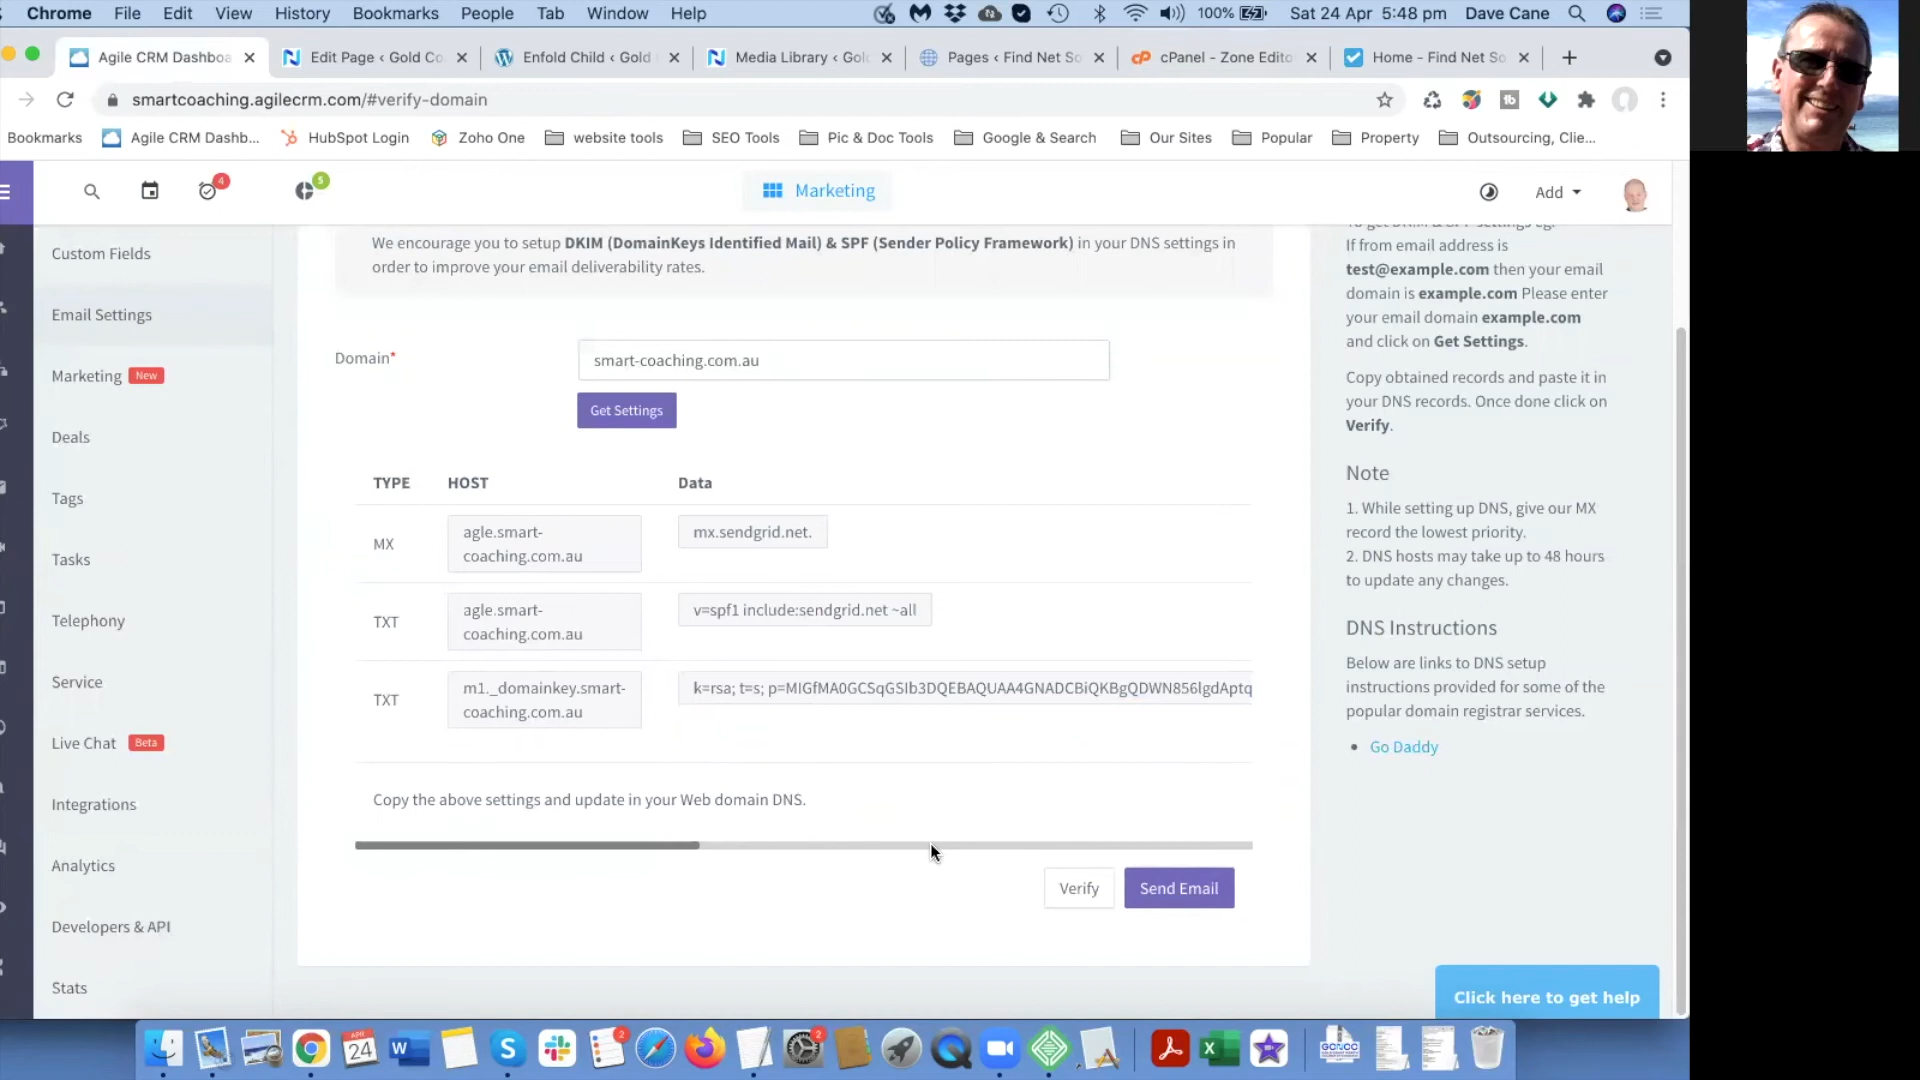 Chrome File Edit View History Bookmarks People Tab Window Help 100% Sat 24 Apr 5:48 pm Dave Cane
Agile CRM Dashboa Edit Page ‹ Gold Co Enfold Child ‹ Gold Media Library ‹ Gol Pages ‹ Find Net So cPanel - Zone Edito Home - Find Net So
smartcoaching.agilecrm.com/#verify-domain
Bookmarks Agile CRM Dashb... HubSpot Login Zoho One website tools SEO Tools Pic & Doc Tools Google & Search Our Sites Popular Property Outsourcing, Clie...
4 5 Marketing Add
Custom Fields
Email Settings
Marketing New
Deals
Tags
Tasks
Telephony
Service
Live Chat Beta
Integrations
Analytics
Developers & API
Stats
We encourage you to setup DKIM (DomainKeys Identified Mail) & SPF (Sender Policy Framework) in your DNS settings in
order to improve your email deliverability rates.
Domain* smart-coaching.com.au
Get Settings
TYPE HOST Data
MX agle.smart-
coaching.com.au mx.sendgrid.net.
TXT agle.smart-
coaching.com.au v=spf1 include:sendgrid.net ~all
TXT m1._domainkey.smart-
coaching.com.au k=rsa; t=s; p=MIGfMA0GCSqGSIb3DQEBAQUAA4GNADCBiQKBgQDWN856lgdAptq
Copy the above settings and update in your Web domain DNS.
Verify Send Email
If from email address is
test@example.com then your email
domain is example.com Please enter
your email domain example.com
and click on Get Settings.
Copy obtained records and paste it in
your DNS records. Once done click on
Verify.
Note
1. While setting up DNS, give our MX
record the lowest priority.
2. DNS hosts may take up to 48 hours
to update any changes.
DNS Instructions
Below are links to DNS setup
instructions provided for some of the
popular domain registrar services.
Go Daddy
Click here to get help
APR
24
2
2
GCNCC